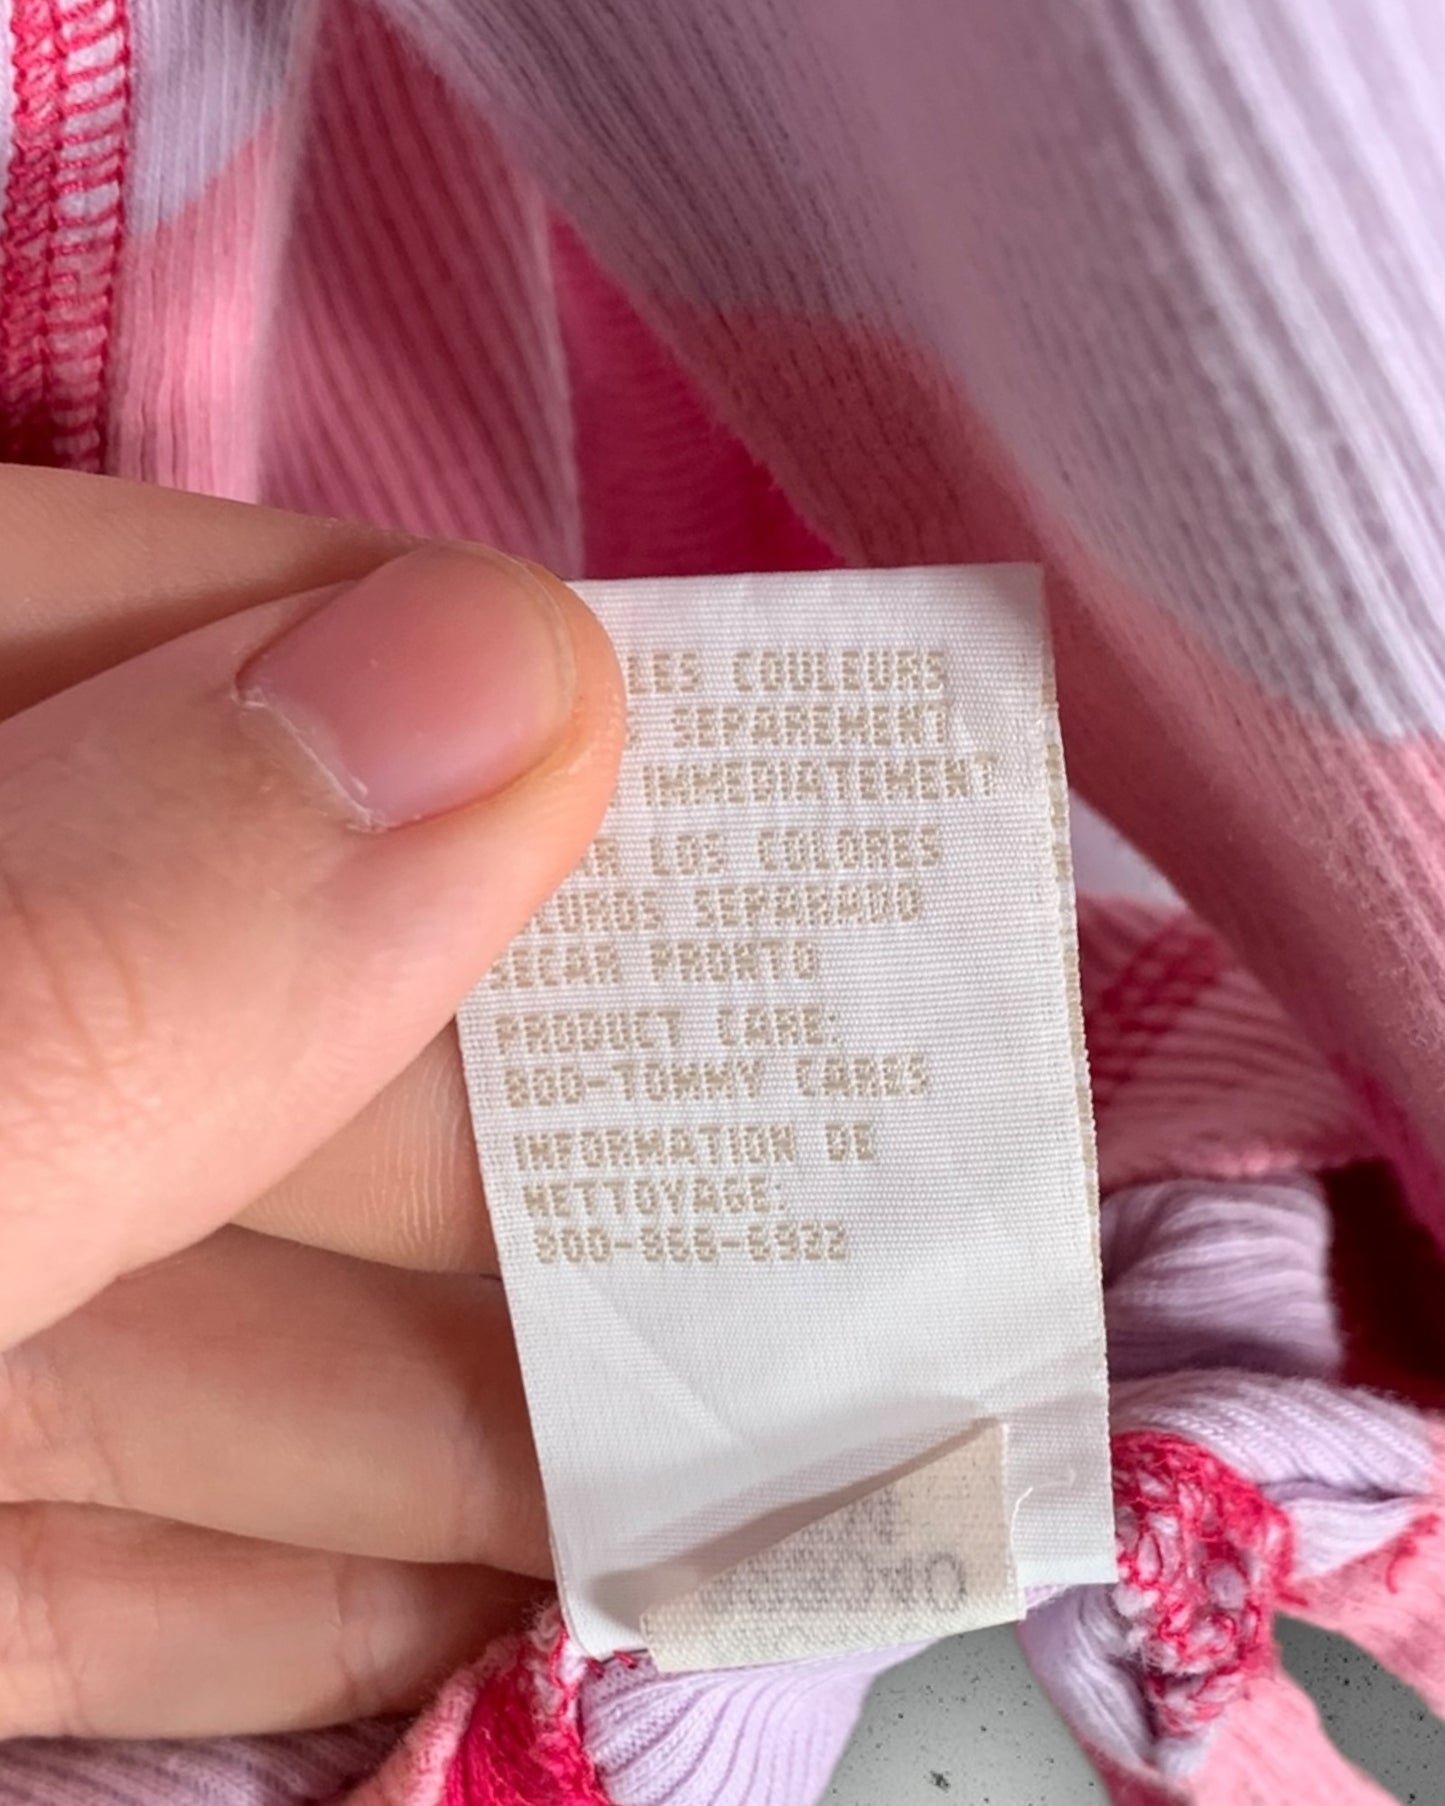 LES COULEURS
SEPAREMENT
IMMEDIATEMENT
LOS COLORES
SEPARADO
SECAR PRONTO
PRODUCT CARE:
800-TOMMY CARES
INFORMATION DE
NETTOYAGE:
800-866-6922